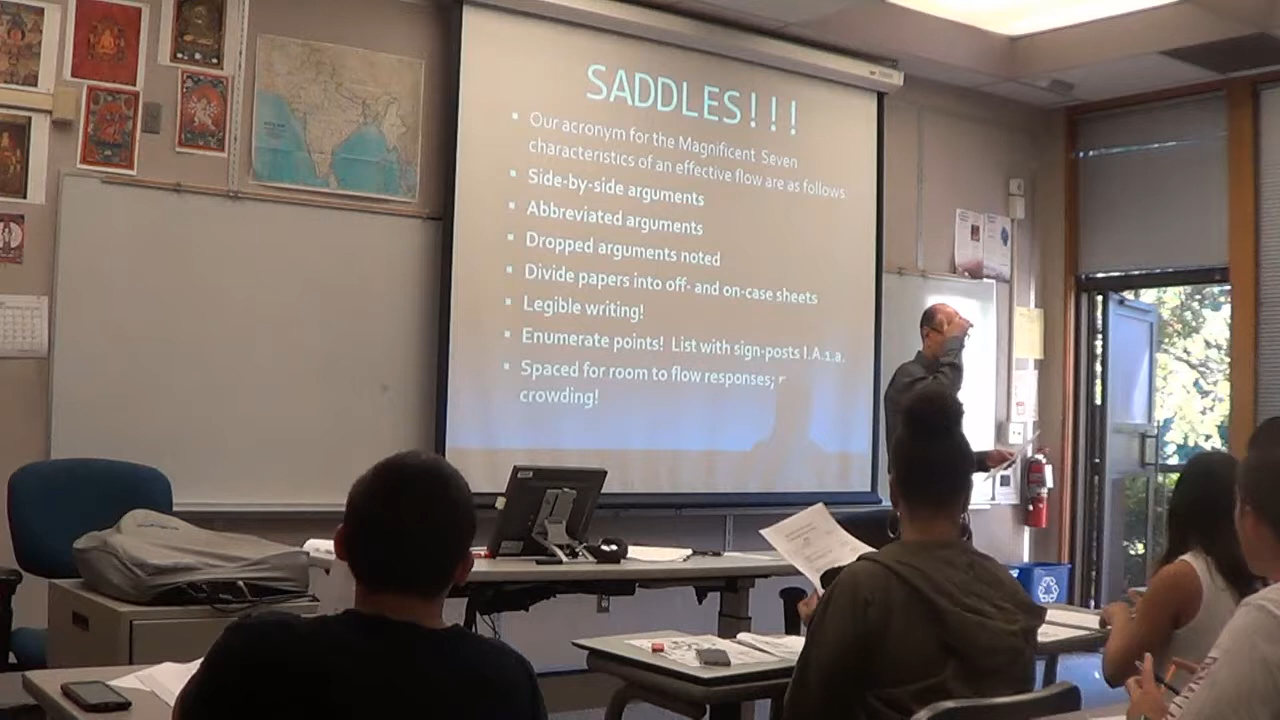 SADDLES!!!
Our acronym for the Magnificent Seven
characteristics of an effective flow are as follows
Side-by-side arguments
Abbreviated arguments
Dropped arguments noted
Divide papers into off- and on-case sheets
Legible writing!
Enumerate points! List with sign-posts I.A.1.a.
Spaced for room to flow responses;
crowding!